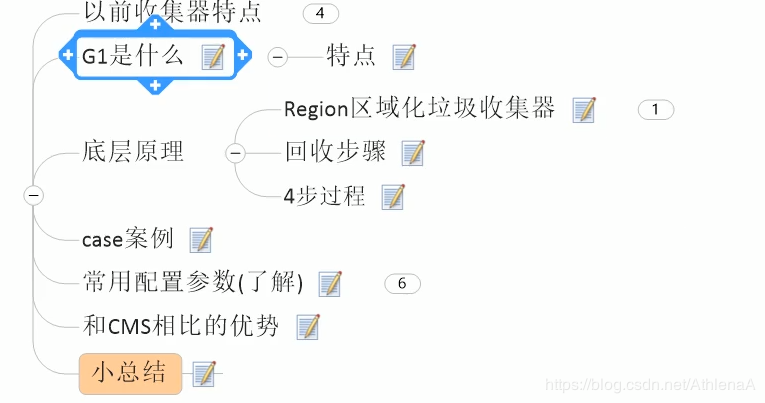 以前收集器特点 4
G1是什么 特点
Region区域化垃圾收集器 1
底层原理 回收步骤
4步过程
case案例
常用配置参数(了解) 6
和CMS相比的优势
小总结
https://blog.csdn.net/AthlenaA